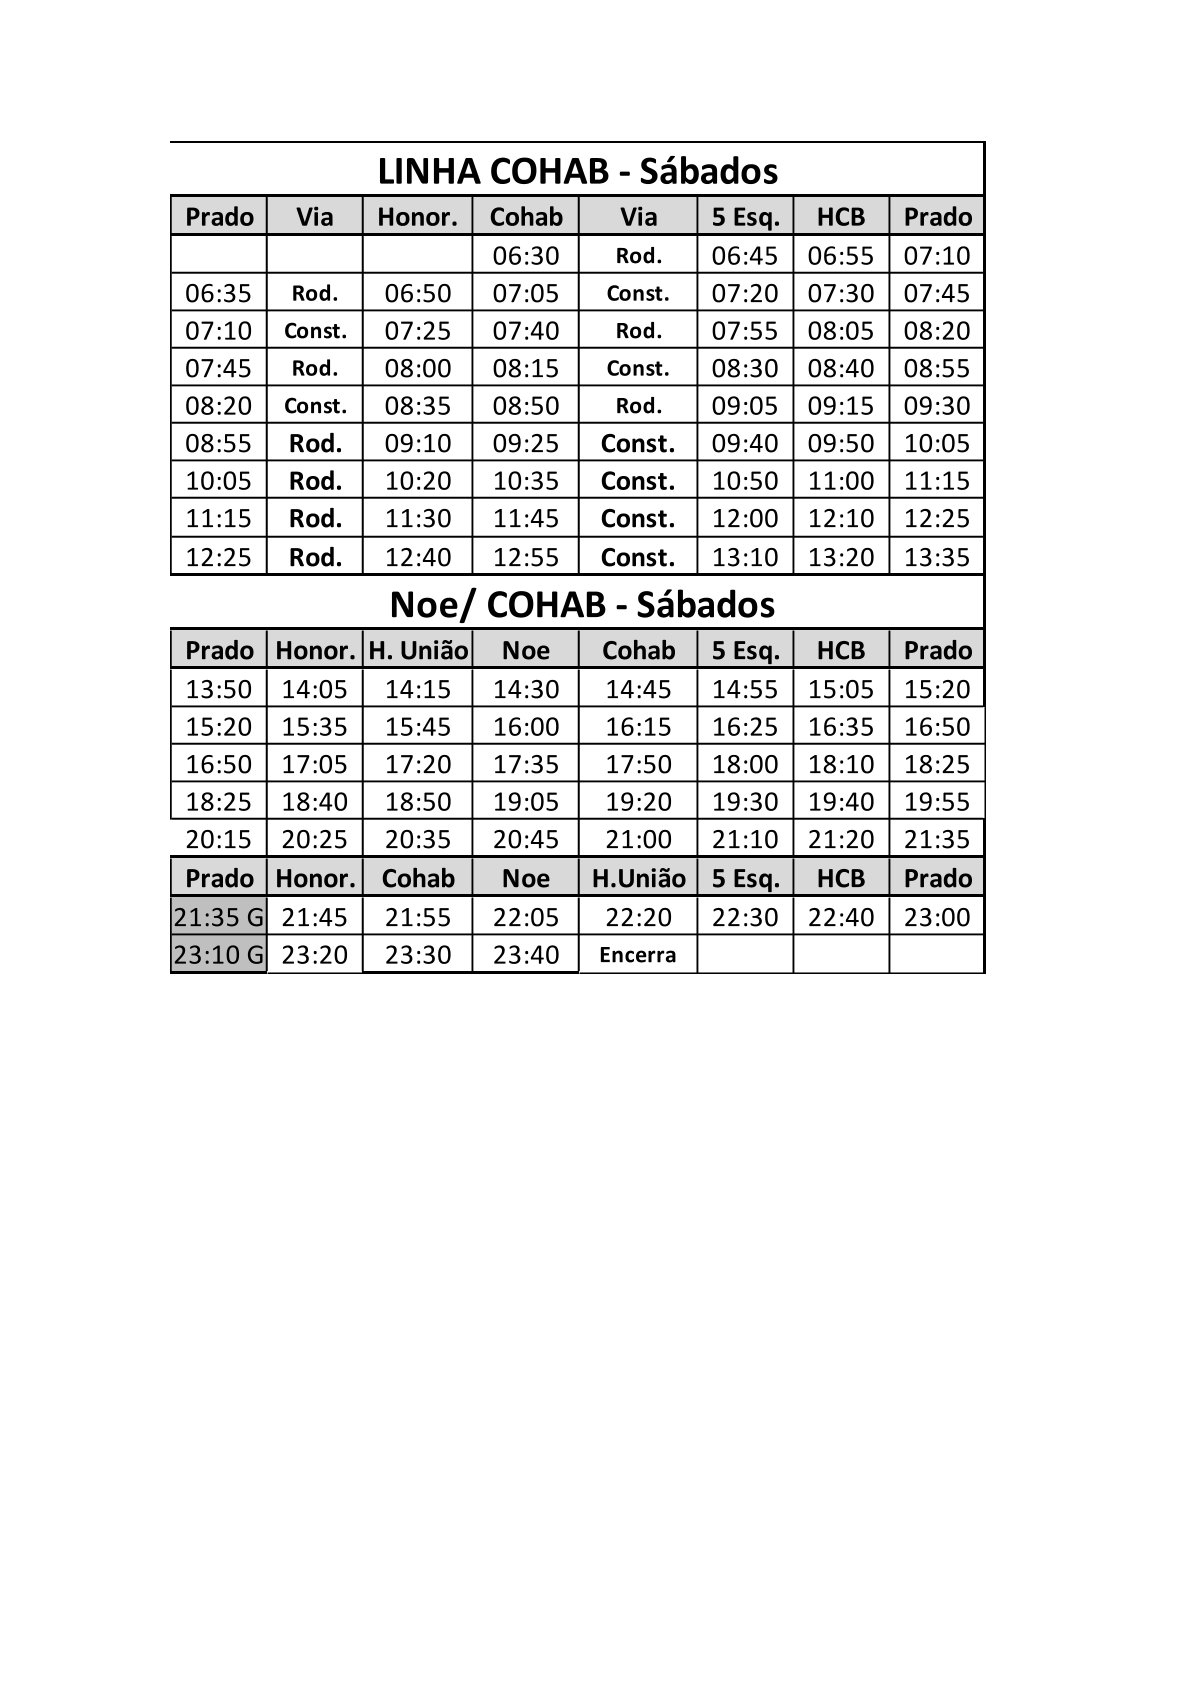 LINHA COHAB - Sábados
Prado Via Honor. Cohab Via 5 Esq. HCB Prado
06:30 Rod. 06:45 06:55 07:10
06:35 Rod. 06:50 07:05 Const. 07:20 07:30 07:45
07:10 Const. 07:25 07:40 Rod. 07:55 08:05 08:20
07:45 Rod. 08:00 08:15 Const. 08:30 08:40 08:55
08:20 Const. 08:35 08:50 Rod. 09:05 09:15 09:30
08:55 Rod. 09:10 09:25 Const. 09:40 09:50 10:05
10:05 Rod. 10:20 10:35 Const. 10:50 11:00 11:15
11:15 Rod. 11:30 11:45 Const. 12:00 12:10 12:25
12:25 Rod. 12:40 12:55 Const. 13:10 13:20 13:35
Noe/ COHAB - Sábados
Prado Honor. H. União Noe Cohab 5 Esq. HCB Prado
13:50 14:05 14:15 14:30 14:45 14:55 15:05 15:20
15:20 15:35 15:45 16:00 16:15 16:25 16:35 16:50
16:50 17:05 17:20 17:35 17:50 18:00 18:10 18:25
18:25 18:40 18:50 19:05 19:20 19:30 19:40 19:55
20:15 20:25 20:35 20:45 21:00 21:10 21:20 21:35
Prado Honor. Cohab Noe H.União 5 Esq. HCB Prado
21:35 G 21:45 21:55 22:05 22:20 22:30 22:40 23:00
23:10 G 23:20 23:30 23:40 Encerra